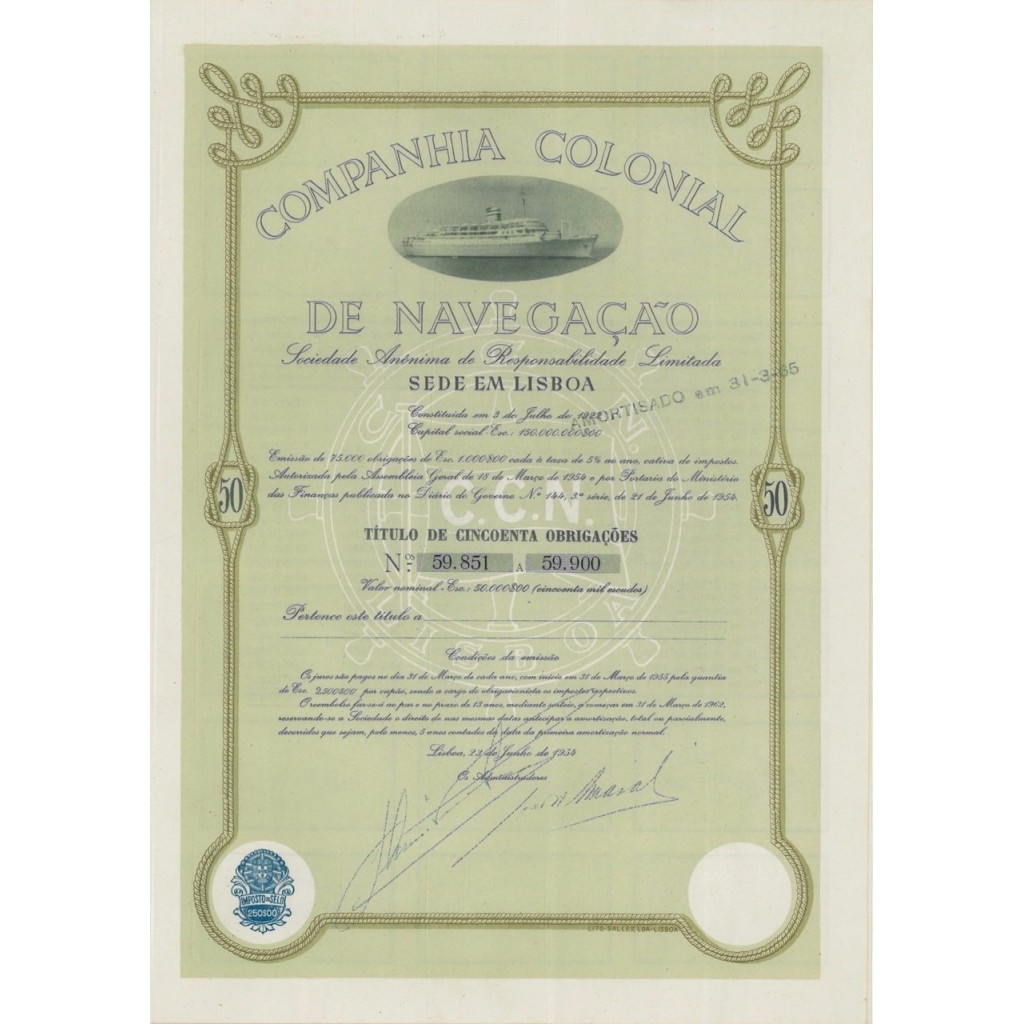 COMPANHIA COLONIAL
DE NAVEGAÇÃO
Sociedade Anónima de Responsabilidade Limitada
SEDE EM LISBOA
Constituida em 3 de Julho de 1922
Capital social-Esc.: 150.000.000$00
AMORTISADO em 31-3-65
Emissão de 75.000 obrigações de Esc. 1.000$00 cada à taxa de 5% ao ano, cativa de impostos.
Autorizada pela Assembleia Geral de 18 de Março de 1954 e por Portaria do Ministério
das Finanças publicada no Diário do Governo N.º 144, 3.ª série, de 21 de Junho de 1954.
50
50
C.C.N.
LISBOA
TÍTULO DE CINCOENTA OBRIGAÇÕES
Nos 59.851 A 59.900
Valor nominal-Esc.: 50.000$00 (cincoenta mil escudos)
Pertence este título a
Condições da emissão
Os juros são pagos no dia 31 de Março de cada ano, com início em 31 de Março de 1955 pela quantia
de Esc. 2.500$00 por cupão, sendo a cargo do obrigacionista os impostos respectivos.
O reembolso far-se-á ao par e no prazo de 13 anos, mediante sorteio, a começar em 31 de Março de 1962,
reservando-se a Sociedade o direito de nas mesmas datas antecipar a amortização, total ou parcialmente,
decorridos que sejam, pelo menos, 5 anos contados da data da primeira amortização normal.
Lisboa, 23 de Junho de 1954
Os Administradores
IMPOSTO DO SELO
250$00
LITO-SALLES, LDA-LISBOA